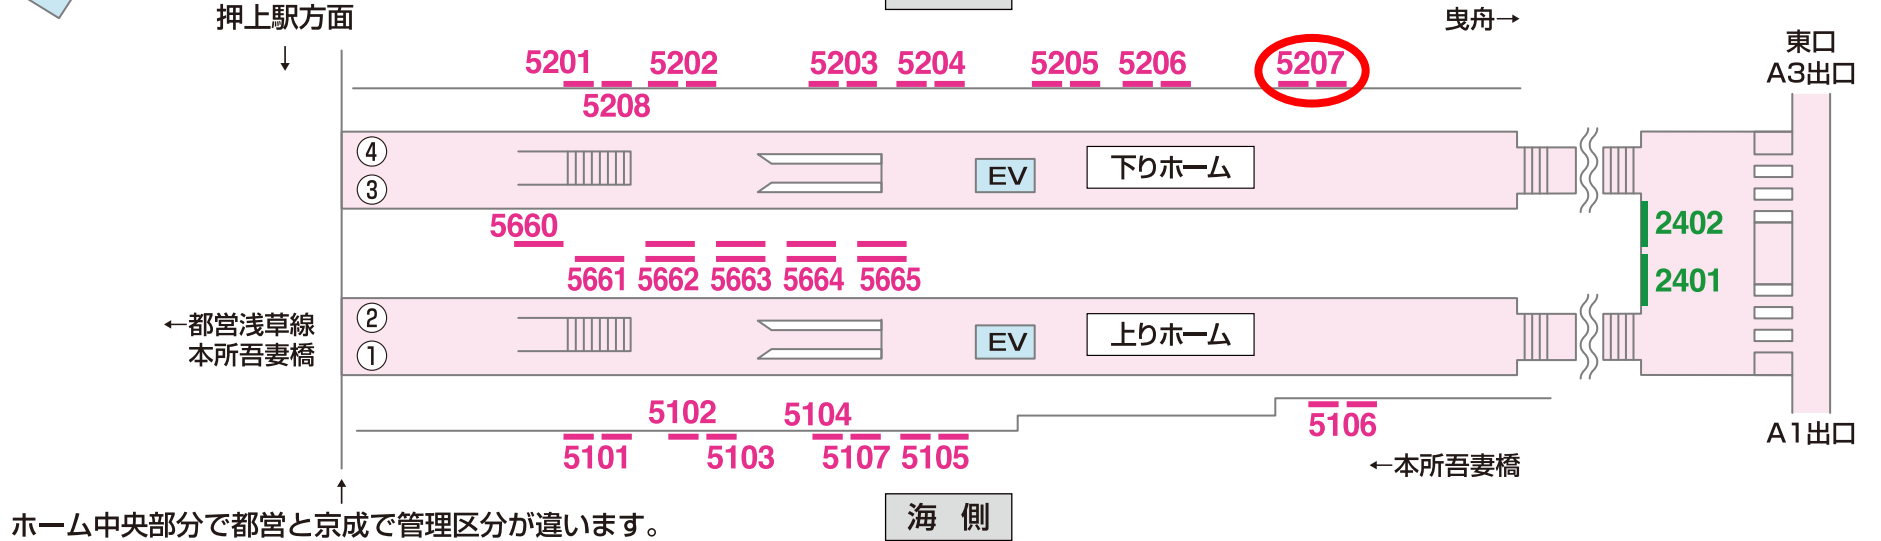 押上駅方面
↓
曳舟→
東口
A3出口
5201
5202
5203
5204
5205
5206
5207
5208
④
③
EV
下りホーム
5660
2402
5661
5662
5663
5664
5665
2401
←都営浅草線
本所吾妻橋
②
①
EV
上りホーム
5102
5104
5106
A1出口
5101
5103
5107
5105
←本所吾妻橋
↑
ホーム中央部分で都営と京成で管理区分が違います。
海 側